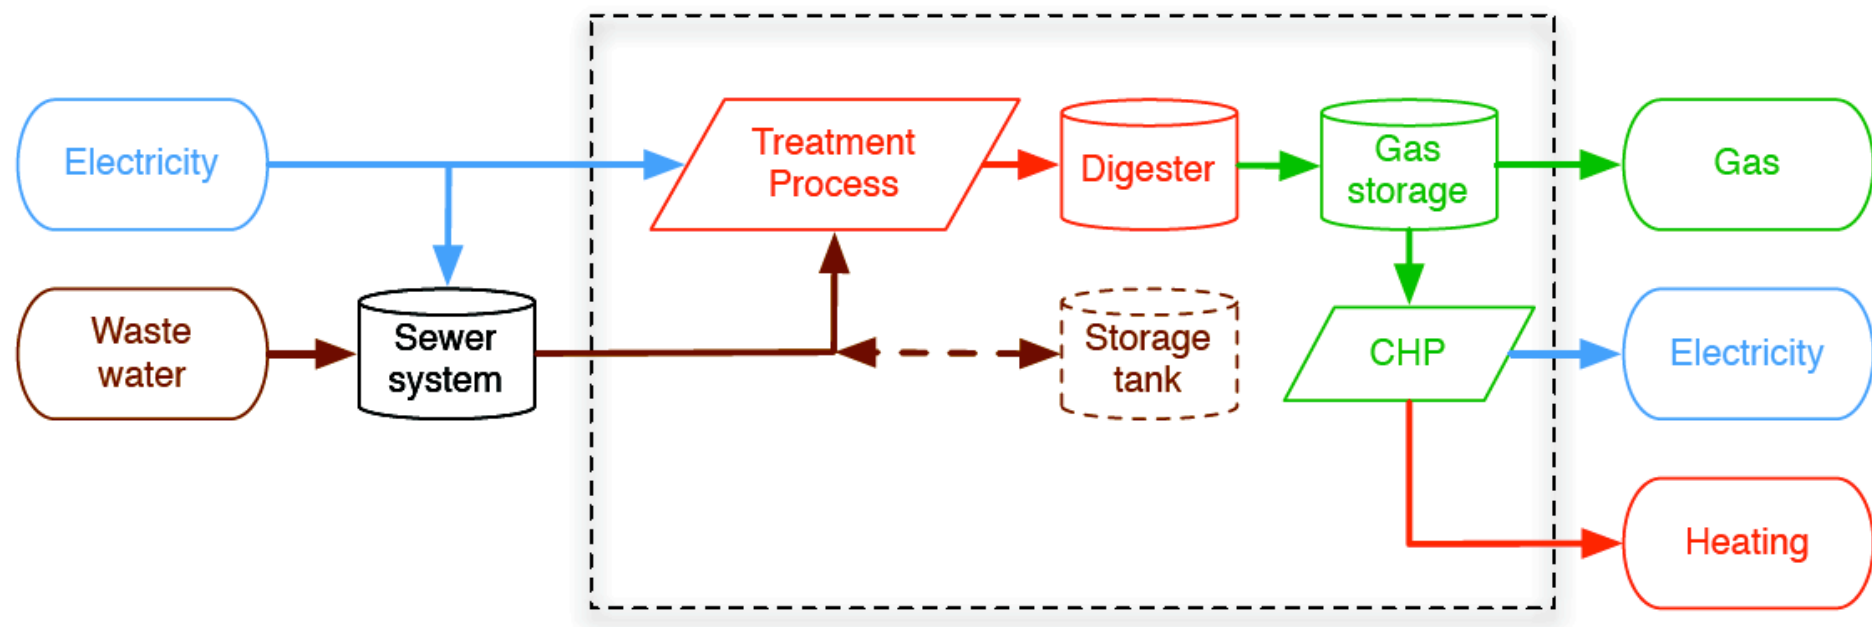 Electricity
Treatment
Process
Digester
Gas
storage
Gas
Waste
water
Sewer
system
Storage
tank
CHP
Electricity
Heating